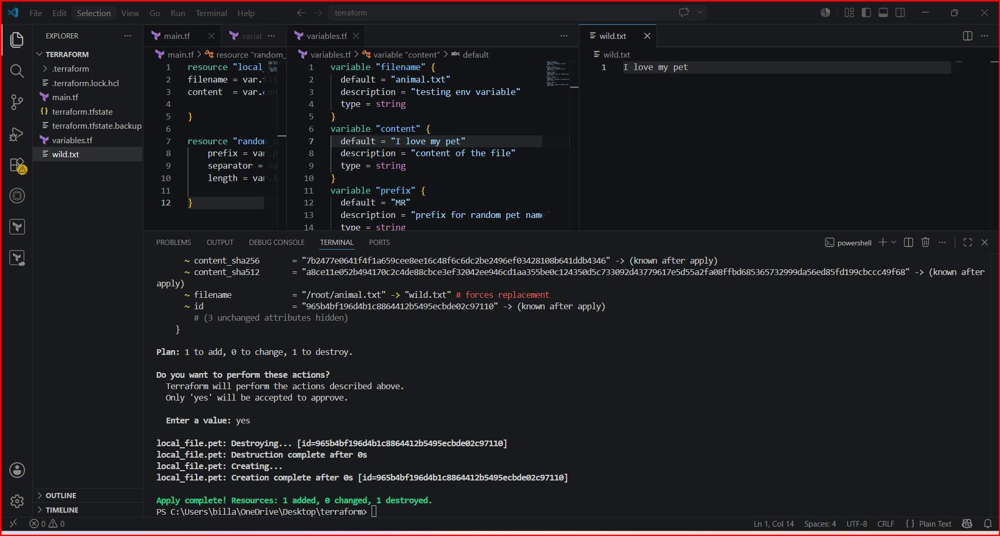 File Edit Selection View Go Run Terminal Help
terraform
EXPLORER
TERRAFORM
.terraform
.terraform.lock.hcl
main.tf
terraform.tfstate
terraform.tfstate.backup
variables.tf
wild.txt
OUTLINE
TIMELINE
main.tf
variab
main.tf > resource "random_
1 resource "local_
2 filename = var.fil
3 content = var.con
4
5 }
6
7 resource "random_p
8 prefix = var.p
9 separator = va
10 length = var.l
11
12 }
variables.tf
variables.tf > variable "content" > abc default
1 variable "filename" {
2 default = "animal.txt"
3 description = "testing env variable"
4 type = string
5 }
6 variable "content" {
7 default = "I love my pet"
8 description = "content of the file"
9 type = string
10 }
11 variable "prefix" {
12 default = "MR"
13 description = "prefix for random pet name"
14 type = string
wild.txt
wild.txt
1 I love my pet
PROBLEMS OUTPUT DEBUG CONSOLE TERMINAL PORTS
powershell
~ content_sha256 = "7b2477e0641f4f1a659cee8ee16c48f6c6dc2be2496ef03428108b641ddb4346" -> (known after apply)
~ content_sha512 = "a8ce11e052b494170c2c4de88cbce3ef32042ee946cd1aa355be0c124350d5c733092d43779617e5d55a2fa08ffbd685365732999da56ed85fd199cbccc49f68" -> (known after
apply)
~ filename = "/root/animal.txt" -> "wild.txt" # forces replacement
~ id = "965b4bf196d4b1c8864412b5495ecbde02c97110" -> (known after apply)
# (3 unchanged attributes hidden)
}
Plan: 1 to add, 0 to change, 1 to destroy.
Do you want to perform these actions?
Terraform will perform the actions described above.
Only 'yes' will be accepted to approve.
Enter a value: yes
local_file.pet: Destroying... [id=965b4bf196d4b1c8864412b5495ecbde02c97110]
local_file.pet: Destruction complete after 0s
local_file.pet: Creating...
local_file.pet: Creation complete after 0s [id=965b4bf196d4b1c8864412b5495ecbde02c97110]
Apply complete! Resources: 1 added, 0 changed, 1 destroyed.
PS C:\Users\billa\OneDrive\Desktop\terraform>
0 0
Ln 1, Col 14 Spaces: 4 UTF-8 CRLF {} Plain Text